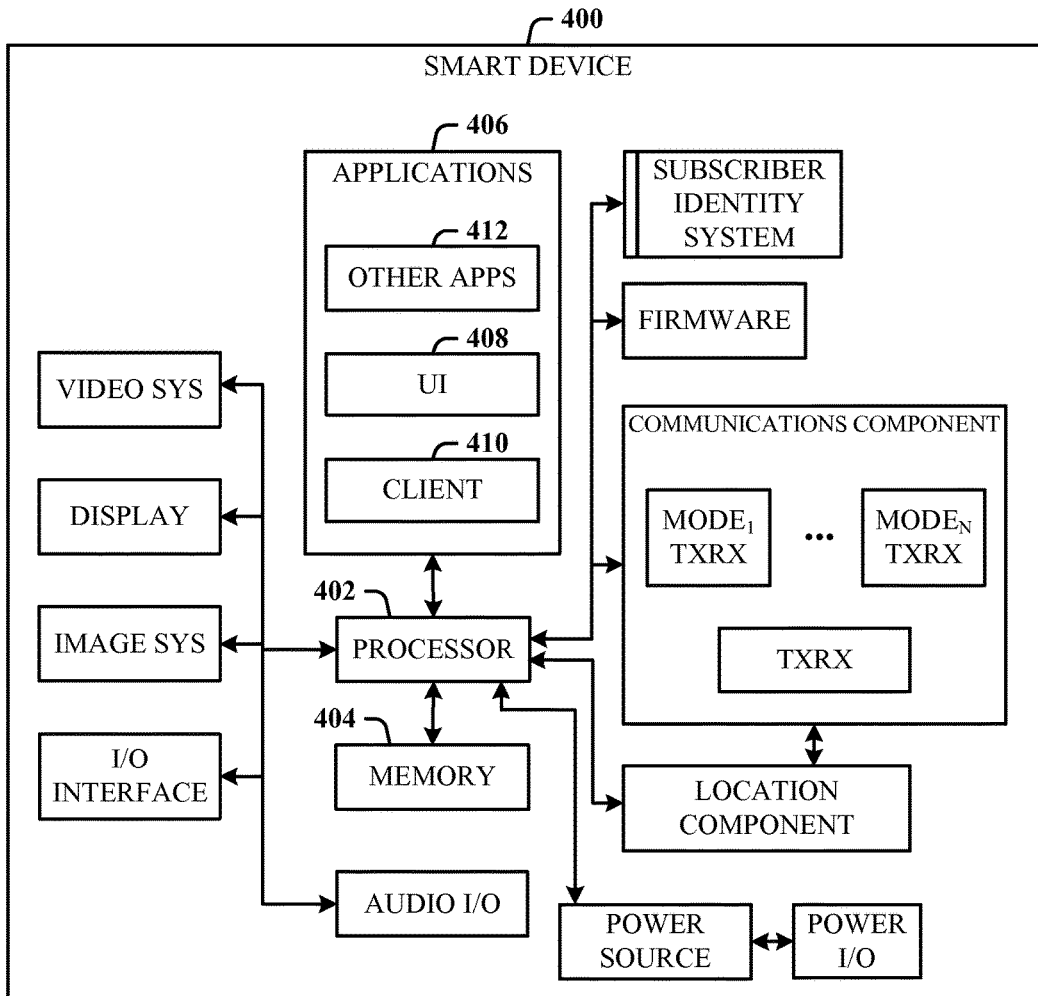 400
SMART DEVICE
406
APPLICATIONS
412
OTHER APPS
408
UI
410
CLIENT
SUBSCRIBER
IDENTITY
SYSTEM
FIRMWARE
VIDEO SYS
DISPLAY
IMAGE SYS
I/O
INTERFACE
COMMUNICATIONS COMPONENT
MODE₁
TXRX
...
MODE_N
TXRX
TXRX
402
PROCESSOR
404
MEMORY
LOCATION
COMPONENT
AUDIO I/O
POWER
SOURCE
POWER
I/O